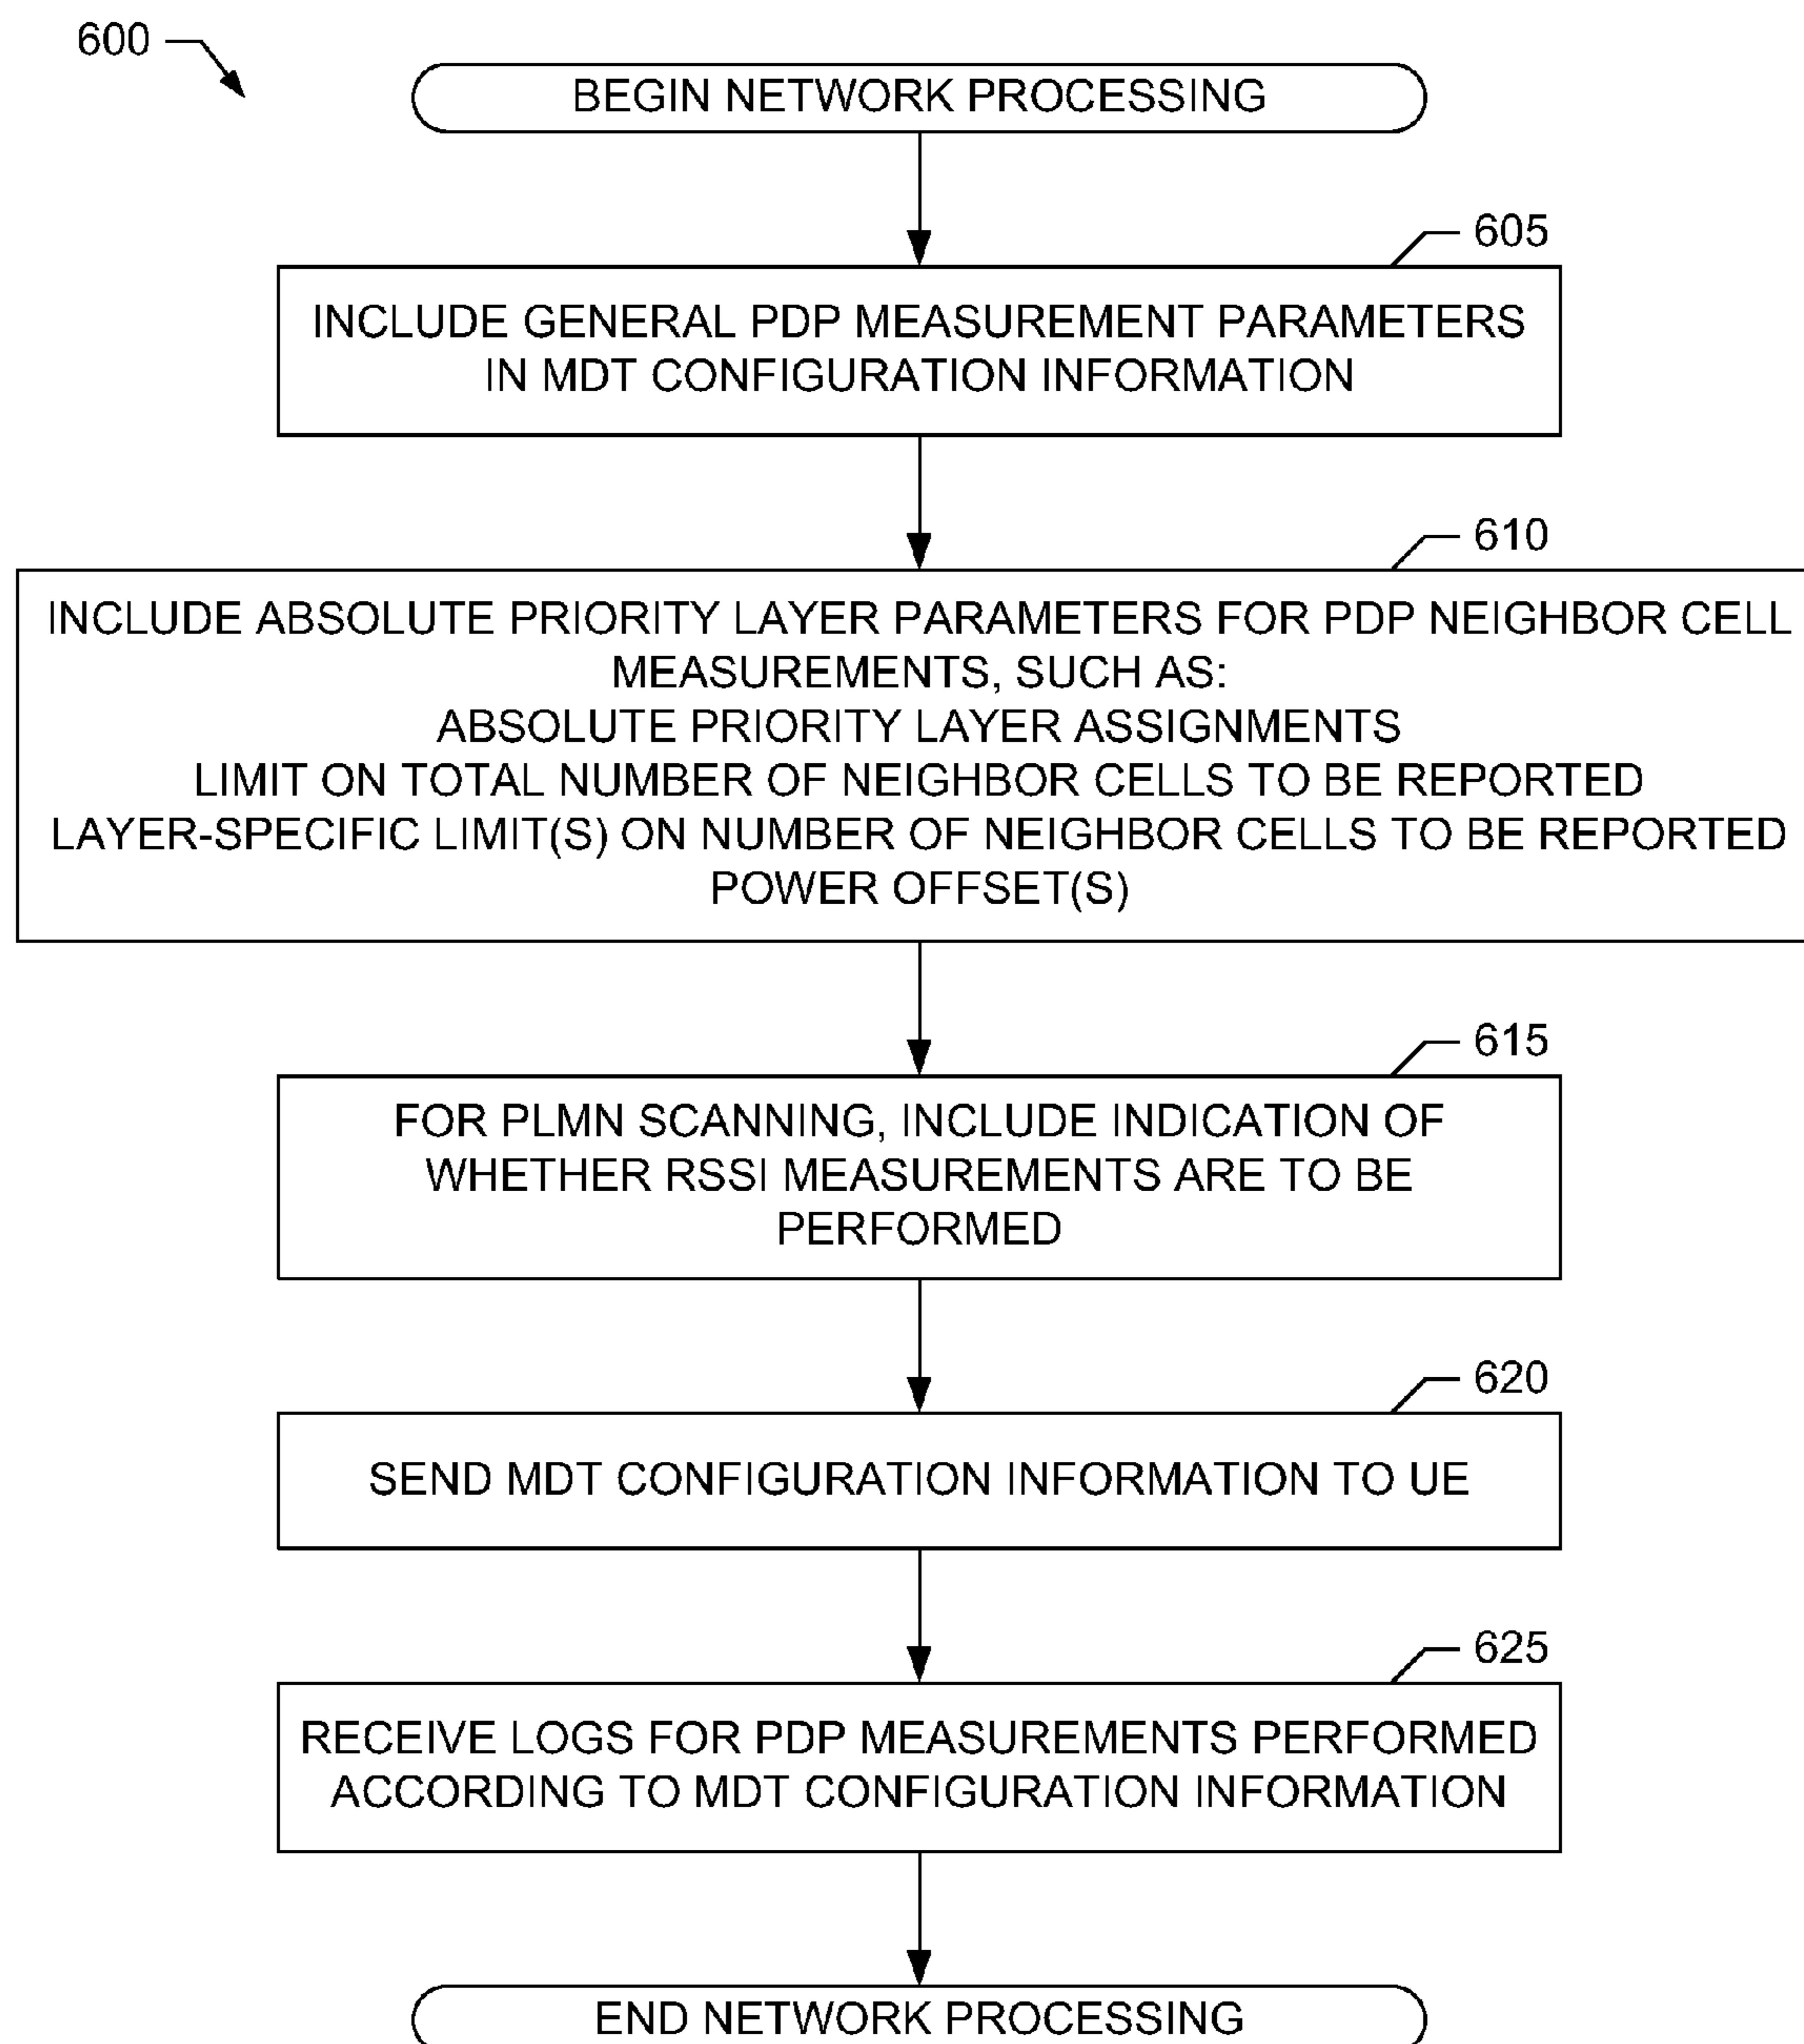 600
BEGIN NETWORK PROCESSING
605
INCLUDE GENERAL PDP MEASUREMENT PARAMETERS
IN MDT CONFIGURATION INFORMATION
610
INCLUDE ABSOLUTE PRIORITY LAYER PARAMETERS FOR PDP NEIGHBOR CELL
MEASUREMENTS, SUCH AS:
ABSOLUTE PRIORITY LAYER ASSIGNMENTS
LIMIT ON TOTAL NUMBER OF NEIGHBOR CELLS TO BE REPORTED
LAYER-SPECIFIC LIMIT(S) ON NUMBER OF NEIGHBOR CELLS TO BE REPORTED
POWER OFFSET(S)
615
FOR PLMN SCANNING, INCLUDE INDICATION OF
WHETHER RSSI MEASUREMENTS ARE TO BE
PERFORMED
620
SEND MDT CONFIGURATION INFORMATION TO UE
625
RECEIVE LOGS FOR PDP MEASUREMENTS PERFORMED
ACCORDING TO MDT CONFIGURATION INFORMATION
END NETWORK PROCESSING